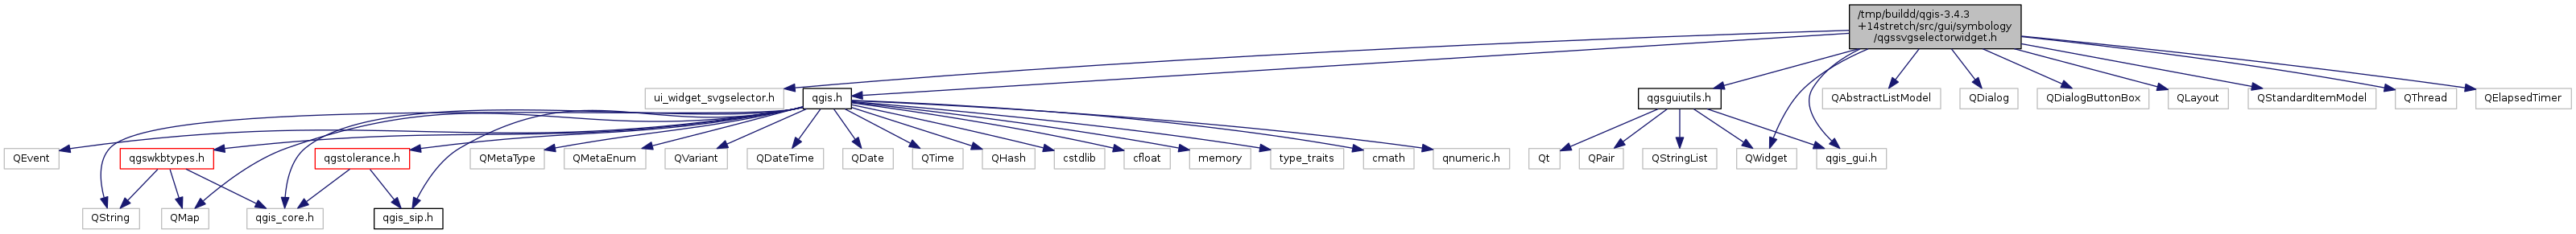 /tmp/buildd/qgis-3.4.3
+14stretch/src/gui/symbology
/qgssvgselectorwidget.h
ui_widget_svgselector.h
qgis.h
qgsguiutils.h
QAbstractListModel
QDialog
QDialogButtonBox
QLayout
QStandardItemModel
QThread
QElapsedTimer
QEvent
qgswkbtypes.h
qgstolerance.h
QMetaType
QMetaEnum
QVariant
QDateTime
QDate
QTime
QHash
cstdlib
cfloat
memory
type_traits
cmath
qnumeric.h
Qt
QPair
QStringList
QWidget
qgis_gui.h
QString
QMap
qgis_core.h
qgis_sip.h